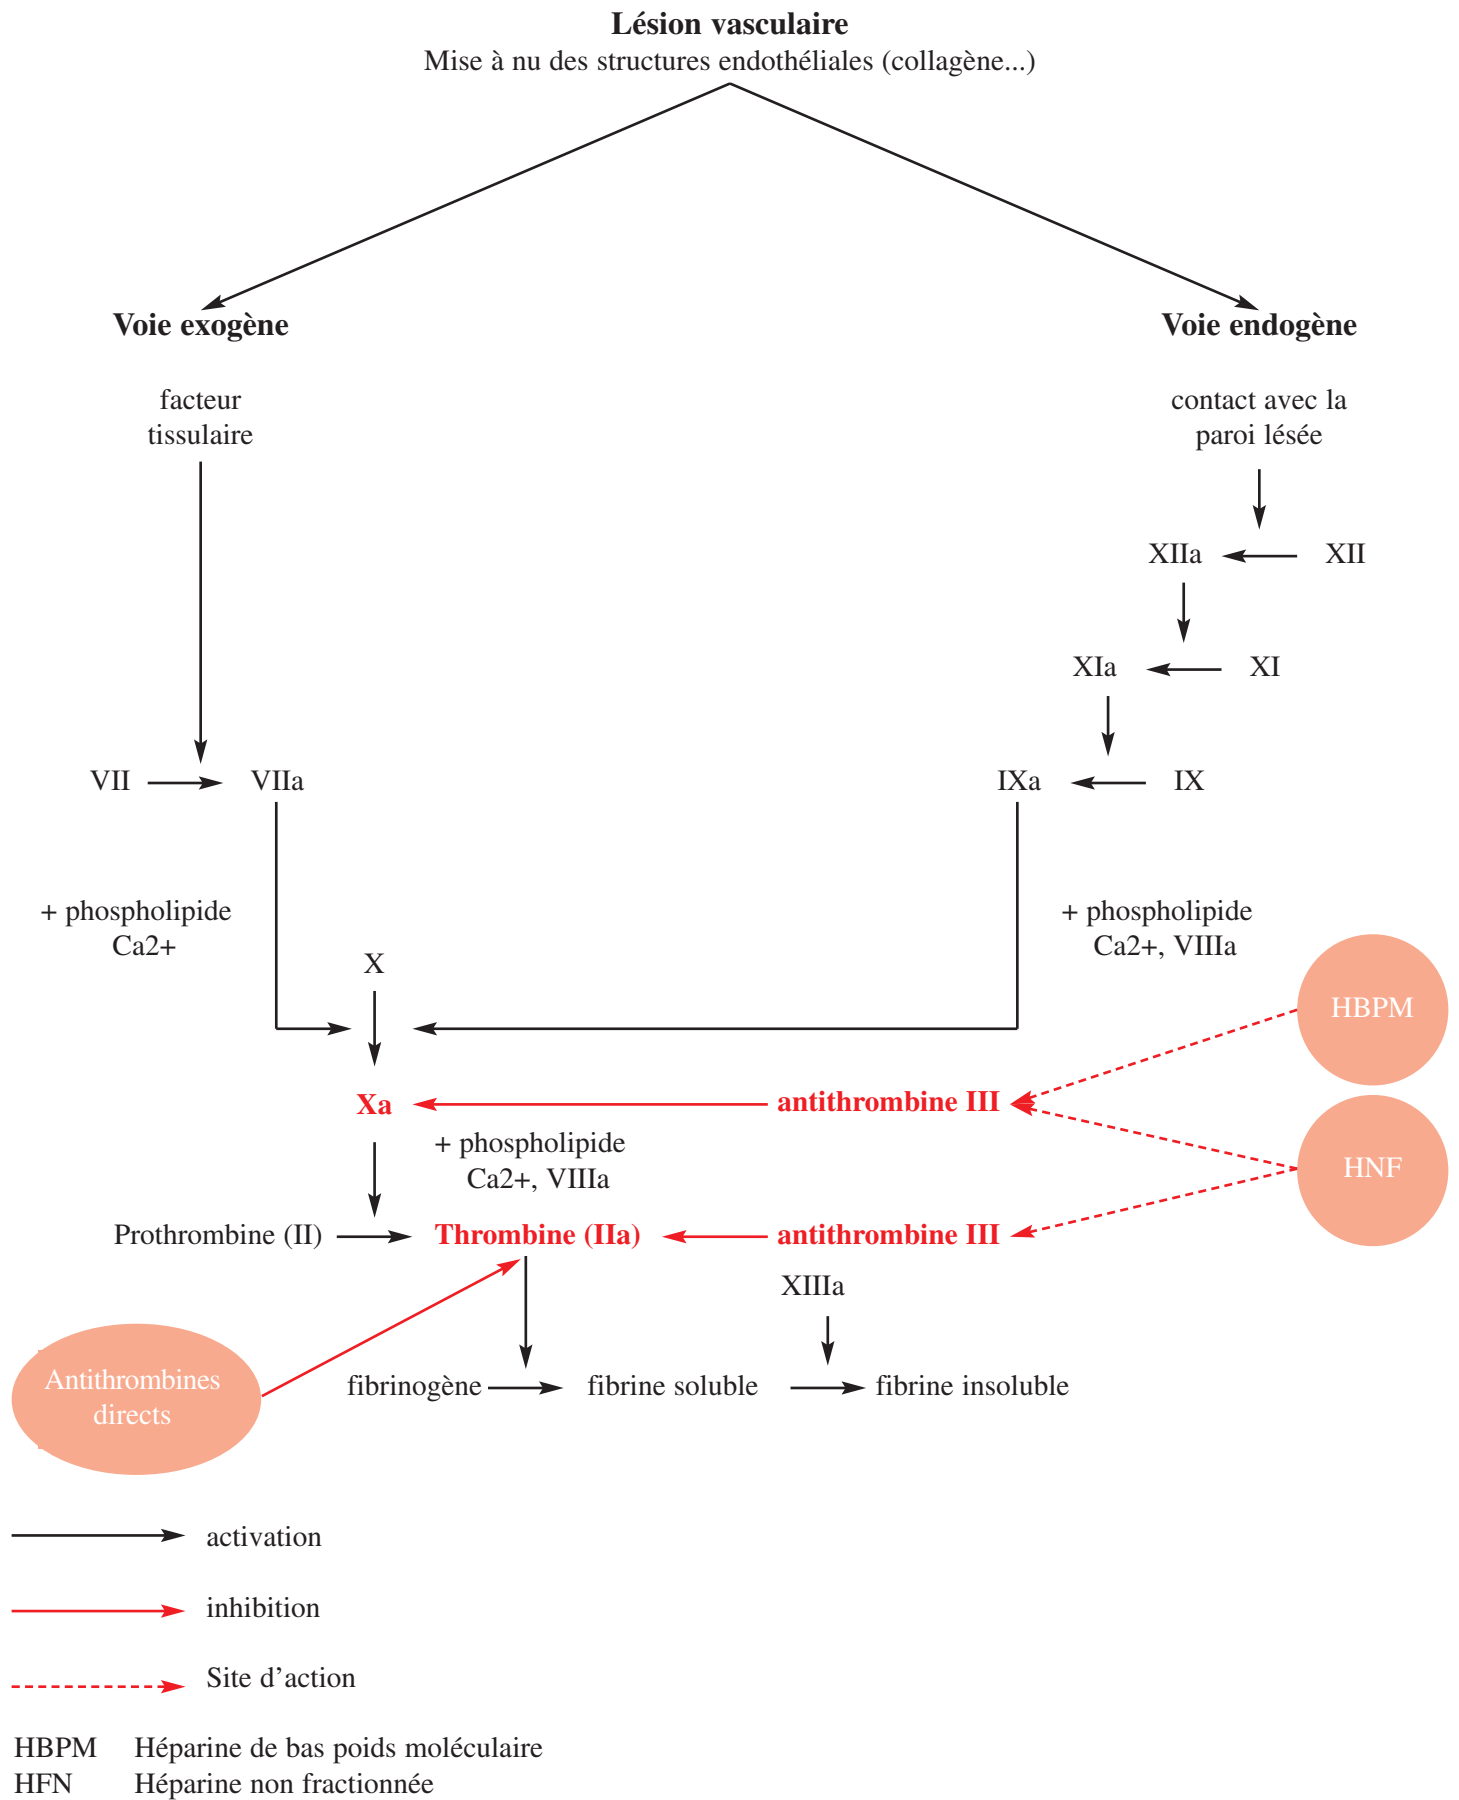 Lésion vasculaire
Mise à nu des structures endothéliales (collagène...)
Voie exogène
Voie endogène
facteur
tissulaire
contact avec la
paroi lésée
XIIa
XII
XIa
XI
VII
VIIa
IXa
IX
+ phospholipide
Ca2+
+ phospholipide
Ca2+, VIIIa
X
HBPM
Xa
antithrombine III
+ phospholipide
Ca2+, VIIIa
HNF
Prothrombine (II)
Thrombine (IIa)
antithrombine III
XIIIa
Antithrombines
directs
fibrinogène
fibrine soluble
fibrine insoluble
activation
inhibition
Site d’action
HBPM Héparine de bas poids moléculaire
HFN Héparine non fractionnée